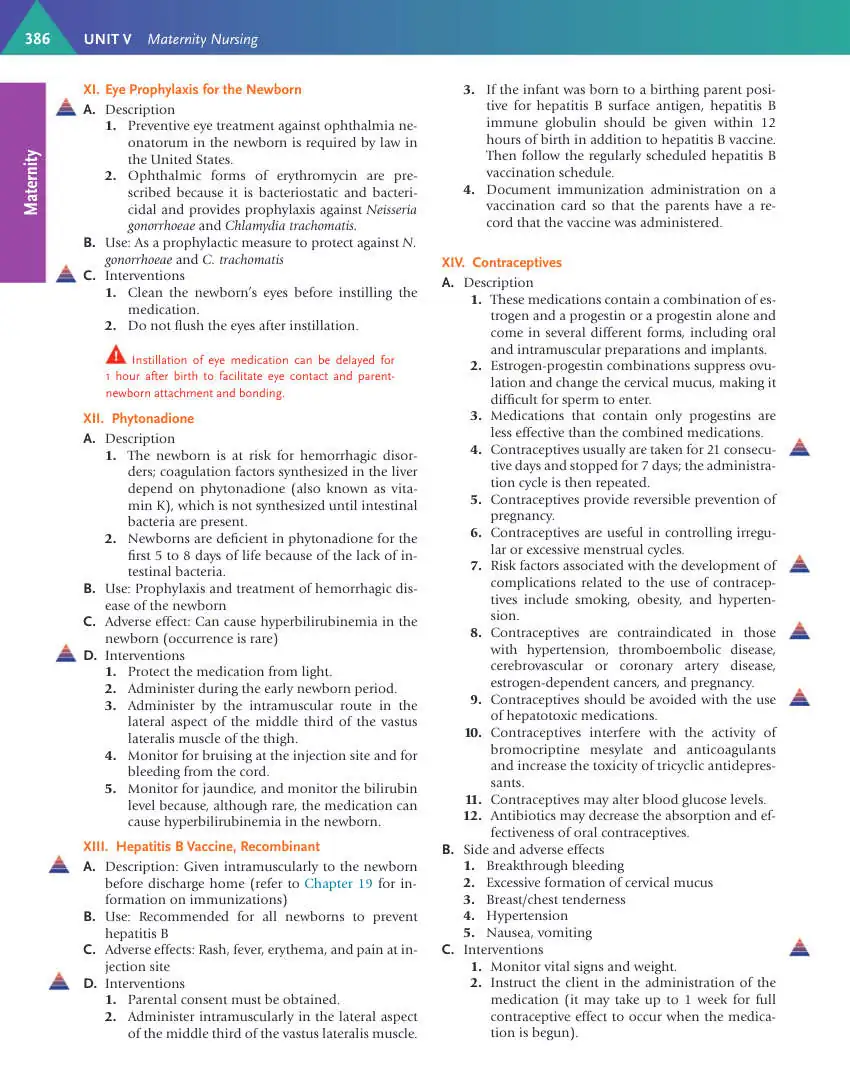 386
UNIT V Maternity Nursing
Maternity
XI. Eye Prophylaxis for the Newborn
A. Description
1. Preventive eye treatment against ophthalmia ne-
onatorum in the newborn is required by law in
the United States.
2. Ophthalmic forms of erythromycin are pre-
scribed because it is bacteriostatic and bacteri-
cidal and provides prophylaxis against Neisseria
gonorrhoeae and Chlamydia trachomatis.
B. Use: As a prophylactic measure to protect against N.
gonorrhoeae and C. trachomatis
C. Interventions
1. Clean the newborn's eyes before instilling the
medication.
2. Do not flush the eyes after instillation.
Instillation of eye medication can be delayed for
1 hour after birth to facilitate eye contact and parent-
newborn attachment and bonding.
XII. Phytonadione
A. Description
1. The newborn is at risk for hemorrhagic disor-
ders; coagulation factors synthesized in the liver
depend on phytonadione (also known as vita-
min K), which is not synthesized until intestinal
bacteria are present.
2. Newborns are deficient in phytonadione for the
first 5 to 8 days of life because of the lack of in-
testinal bacteria.
B. Use: Prophylaxis and treatment of hemorrhagic dis-
ease of the newborn
C. Adverse effect: Can cause hyperbilirubinemia in the
newborn (occurrence is rare)
D. Interventions
1. Protect the medication from light.
2. Administer during the early newborn period.
3. Administer by the intramuscular route in the
lateral aspect of the middle third of the vastus
lateralis muscle of the thigh.
4. Monitor for bruising at the injection site and for
bleeding from the cord.
5. Monitor for jaundice, and monitor the bilirubin
level because, although rare, the medication can
cause hyperbilirubinemia in the newborn.
XIII. Hepatitis B Vaccine, Recombinant
A. Description: Given intramuscularly to the newborn
before discharge home (refer to Chapter 19 for in-
formation on immunizations)
B. Use: Recommended for all newborns to prevent
hepatitis B
C. Adverse effects: Rash, fever, erythema, and pain at in-
jection site
D. Interventions
1. Parental consent must be obtained.
2. Administer intramuscularly in the lateral aspect
of the middle third of the vastus lateralis muscle.
3. If the infant was born to a birthing parent posi-
tive for hepatitis B surface antigen, hepatitis B
immune globulin should be given within 12
hours of birth in addition to hepatitis B vaccine.
Then follow the regularly scheduled hepatitis B
vaccination schedule.
4. Document immunization administration on a
vaccination card so that the parents have a re-
cord that the vaccine was administered.
XIV. Contraceptives
A. Description
1. These medications contain a combination of es-
trogen and a progestin or a progestin alone and
come in several different forms, including oral
and intramuscular preparations and implants.
2. Estrogen-progestin combinations suppress ovu-
lation and change the cervical mucus, making it
difficult for sperm to enter.
3. Medications that contain only progestins are
less effective than the combined medications.
4. Contraceptives usually are taken for 21 consecu-
tive days and stopped for 7 days; the administra-
tion cycle is then repeated.
5. Contraceptives provide reversible prevention of
pregnancy.
6. Contraceptives are useful in controlling irregu-
lar or excessive menstrual cycles.
7. Risk factors associated with the development of
complications related to the use of contracep-
tives include smoking, obesity, and hyperten-
sion.
8. Contraceptives are contraindicated in those
with hypertension, thromboembolic disease,
cerebrovascular or coronary artery disease,
estrogen-dependent cancers, and pregnancy.
9. Contraceptives should be avoided with the use
of hepatotoxic medications.
10. Contraceptives interfere with the activity of
bromocriptine mesylate and anticoagulants
and increase the toxicity of tricyclic antidepres-
sants.
11. Contraceptives may alter blood glucose levels.
12. Antibiotics may decrease the absorption and ef-
fectiveness of oral contraceptives.
B. Side and adverse effects
1. Breakthrough bleeding
2. Excessive formation of cervical mucus
3. Breast/chest tenderness
4. Hypertension
5. Nausea, vomiting
C. Interventions
1. Monitor vital signs and weight.
2. Instruct the client in the administration of the
medication (it may take up to 1 week for full
contraceptive effect to occur when the medica-
tion is begun).